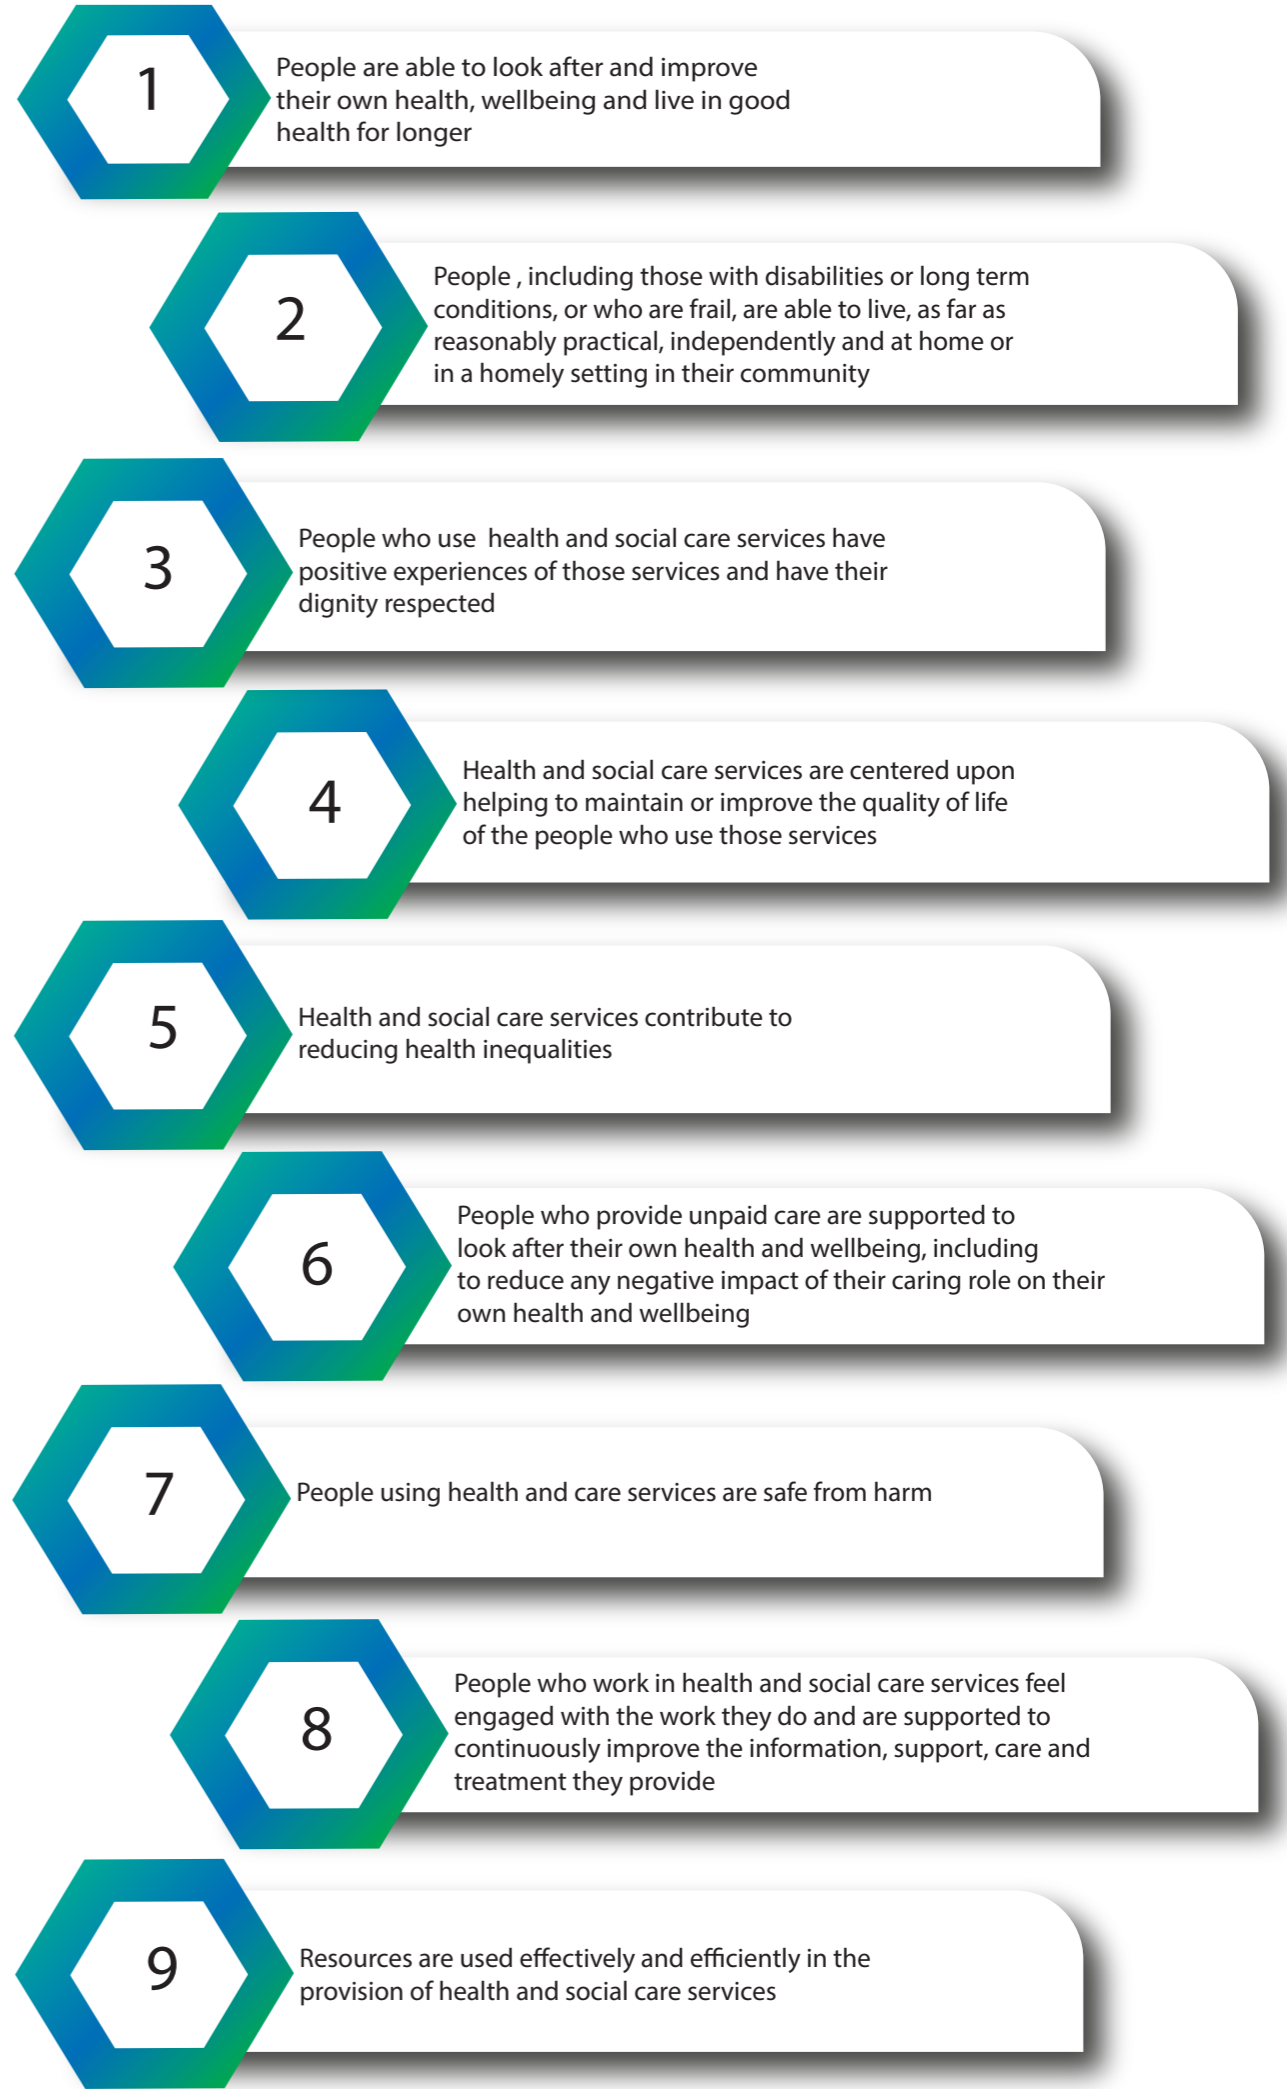 1
People are able to look after and improve
their own health, wellbeing and live in good
health for longer
2
People , including those with disabilities or long term
conditions, or who are frail, are able to live, as far as
reasonably practical, independently and at home or
in a homely setting in their community
3
People who use  health and social care services have
positive experiences of those services and have their
dignity respected
4
Health and social care services are centered upon
helping to maintain or improve the quality of life
of the people who use those services
5
Health and social care services contribute to
reducing health inequalities
6
People who provide unpaid care are supported to
look after their own health and wellbeing, including
to reduce any negative impact of their caring role on their
own health and wellbeing
7
People using health and care services are safe from harm
8
People who work in health and social care services feel
engaged with the work they do and are supported to
continuously improve the information, support, care and
treatment they provide
9
Resources are used effectively and efficiently in the
provision of health and social care services